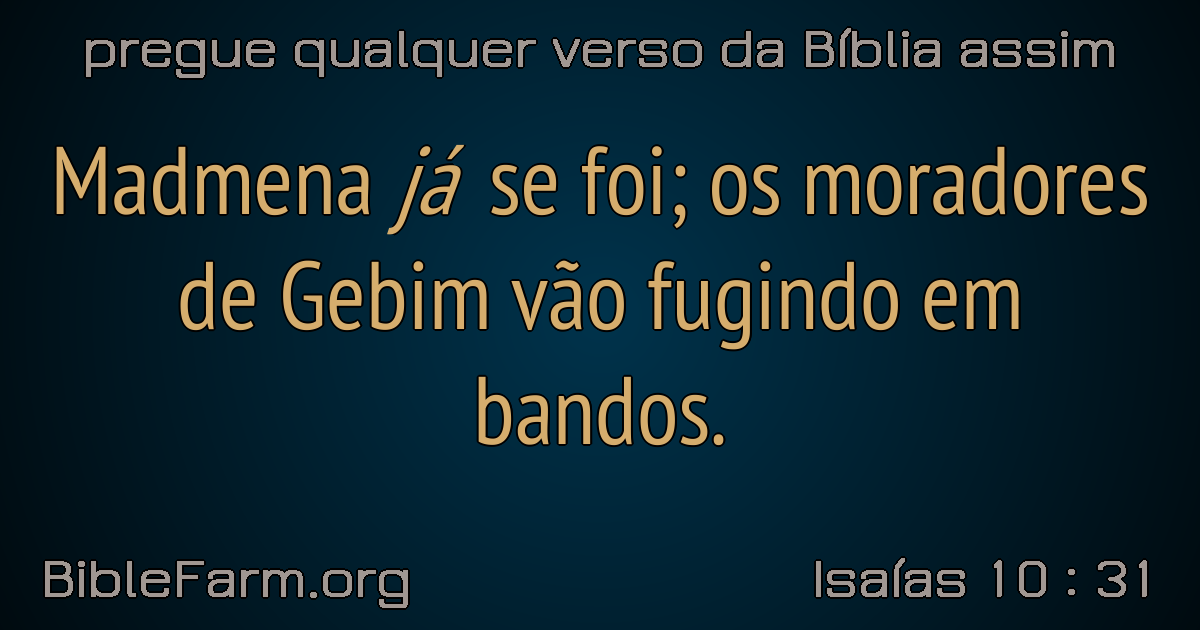 pregue qualquer verso da Bíblia assim
Madmena já se foi; os moradores
de Gebim vão fugindo em
bandos.
BibleFarm.org
Isaías 10 : 31